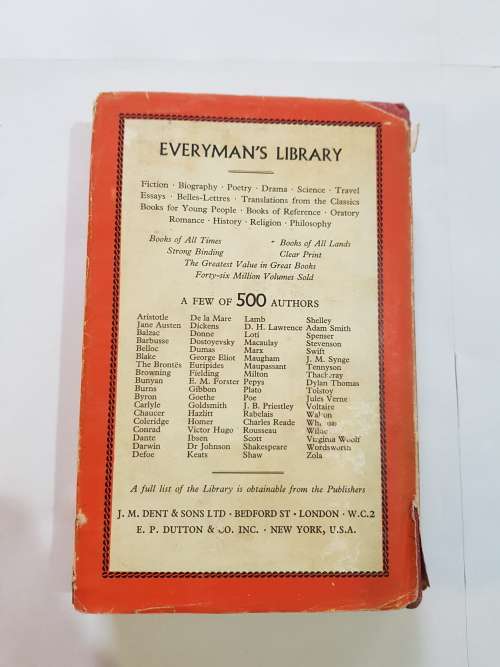 EVERYMAN'S LIBRARY
Fiction · Biography · Poetry · Drama · Science · Travel
Essays · Belles-Lettres · Translations from the Classics
Books for Young People · Books of Reference · Oratory
Romance · History · Religion · Philosophy
Books of All Times
Books of All Lands
Strong Binding
Clear Print
The Greatest Value in Great Books
Forty-six Million Volumes Sold
A FEW OF 500 AUTHORS
Aristotle
Jane Austen
Balzac
Barbusse
Belloc
Blake
The Brontës
Browning
Bunyan
Burns
Byron
Carlyle
Chaucer
Coleridge
Conrad
Dante
Darwin
Defoe
De la Mare
Dickens
Donne
Dostoyevsky
Dumas
George Eliot
Euripides
Fielding
E. M. Forster
Gibbon
Goethe
Goldsmith
Hazlitt
Homer
Victor Hugo
Ibsen
Dr Johnson
Keats
Lamb
D. H. Lawrence
Loti
Macaulay
Marx
Maugham
Maupassant
Milton
Pepys
Plato
Poe
J. B. Priestley
Rabelais
Charles Reade
Rousseau
Scott
Shakespeare
Shaw
Shelley
Adam Smith
Spenser
Stevenson
Swift
J. M. Synge
Tennyson
Thackeray
Dylan Thomas
Tolstoy
Jules Verne
Voltaire
Virginia Woolf
Wordsworth
Zola
A full list of the Library is obtainable from the Publishers
J. M. DENT & SONS LTD · BEDFORD ST · LONDON · W.C.2
E. P. DUTTON & CO. INC. · NEW YORK, U.S.A.